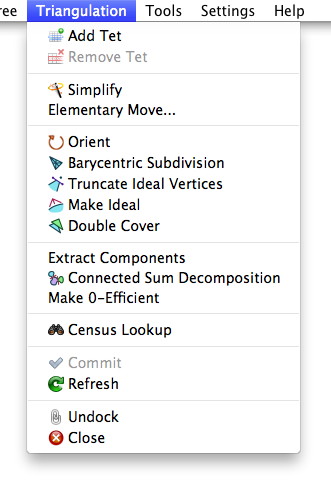 ree Triangulation Tools Settings Help
Add Tet
Remove Tet
Simplify
Elementary Move...
Orient
Barycentric Subdivision
Truncate Ideal Vertices
Make Ideal
Double Cover
Extract Components
Connected Sum Decomposition
Make 0-Efficient
Census Lookup
Commit
Refresh
Undock
Close